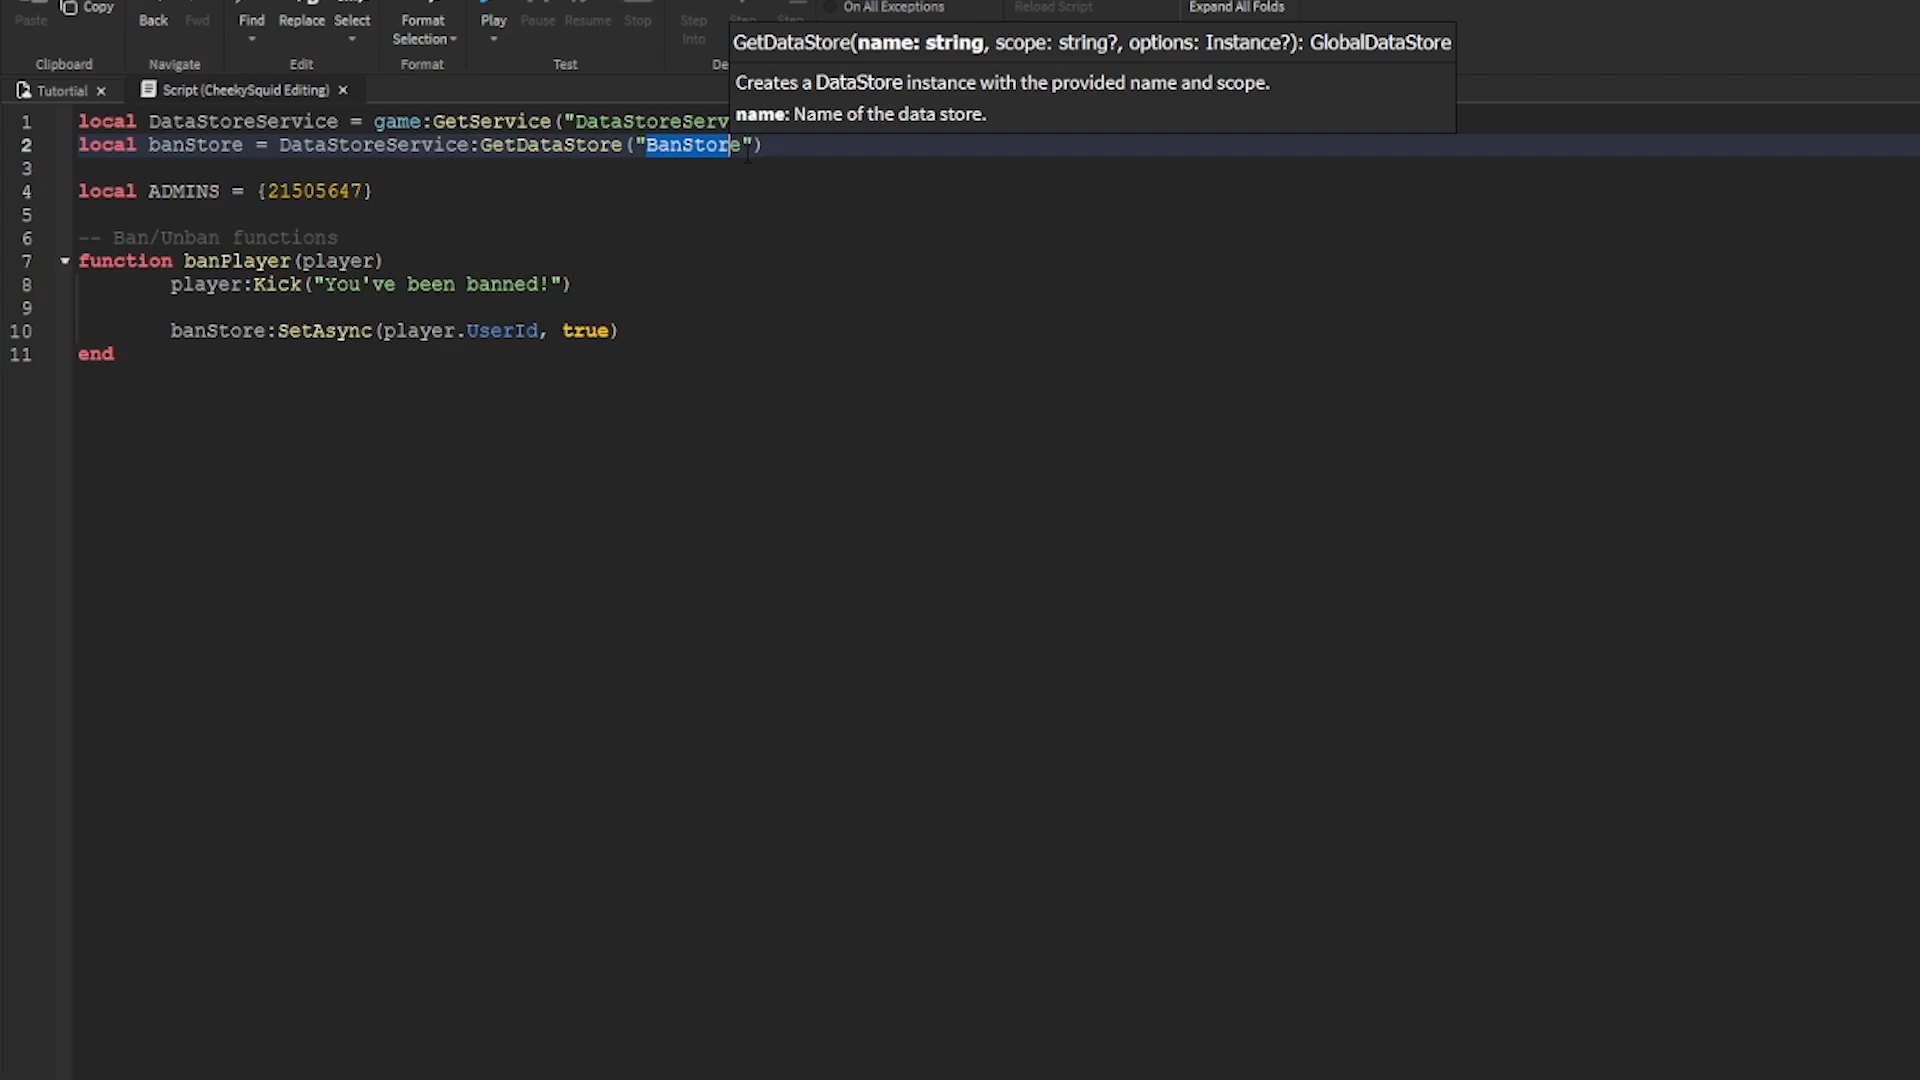 Paste
Copy
Back
Fwd
Find
Replace
Select
Format
Selection
Play
Pause
Resume
Stop
Step
Into
On All Exceptions
Reload Script
Expand All Folds
Clipboard
Navigate
Edit
Format
Test
De
GetDataStore(name: string, scope: string?, options: Instance?): GlobalDataStore
Creates a DataStore instance with the provided name and scope.
name: Name of the data store.
Tutortial
Script (CheekySquid Editing)
1 local DataStoreService = game:GetService("DataStoreServ
2 local banStore = DataStoreService:GetDataStore("BanStore")
3
4 local ADMINS = {21505647}
5
6 -- Ban/Unban functions
7 function banPlayer(player)
8 player:Kick("You've been banned!")
9
10 banStore:SetAsync(player.UserId, true)
11 end